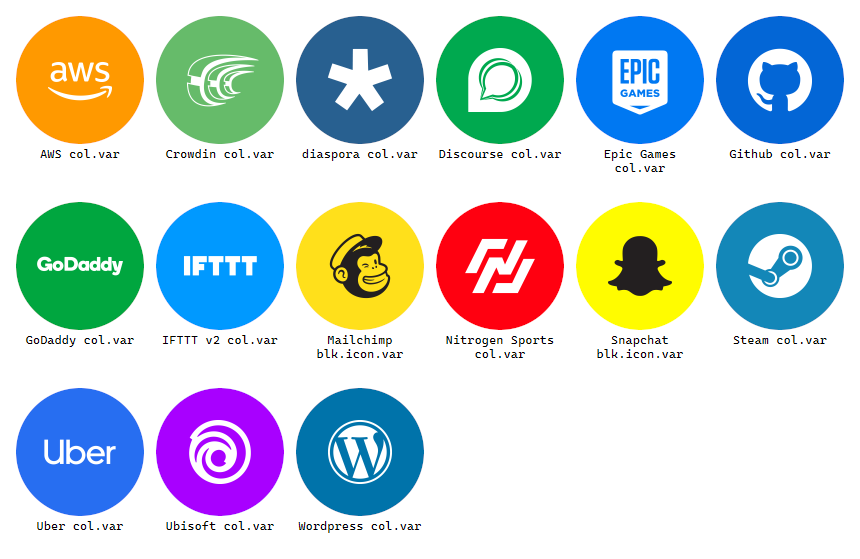 aws
EPIC
GAMES
AWS col.var
Crowdin col.var
diaspora col.var
Discourse col.var
Epic Games
col.var
Github col.var
GoDaddy
IFTTT
GoDaddy col.var
IFTTT v2 col.var
Mailchimp
blk.icon.var
Nitrogen Sports
col.var
Snapchat
blk.icon.var
Steam col.var
Uber
W
Uber col.var
Ubisoft col.var
Wordpress col.var